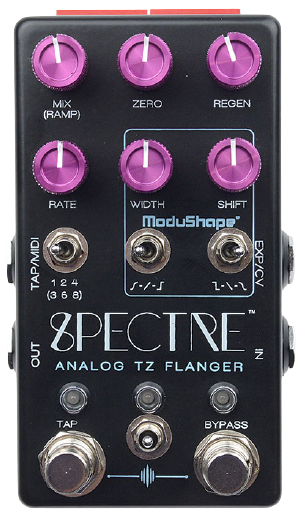 MIX ZERO REGEN
(RAMP)
RATE WIDTH SHIFT
ModuShape
TAP/MIDI
EXP/CV
1 2 4
(3 6 8)
OUT
SPECTRE™
IN
ANALOG TZ FLANGER
TAP BYPASS